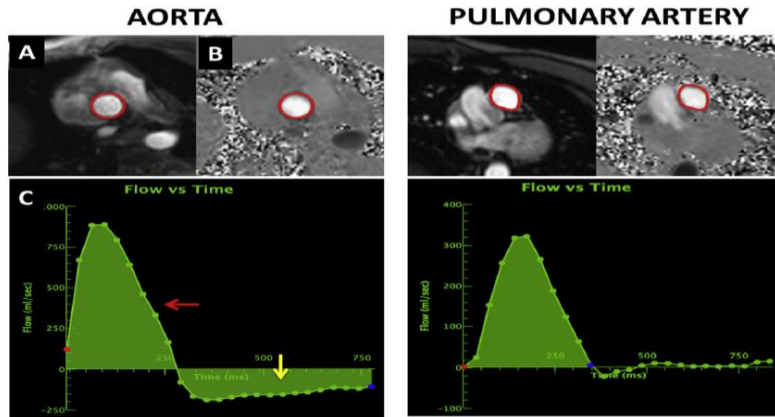 AORTA
PULMONARY ARTERY
A
B
C
Flow vs Time
,000
750
500
250
0
-250
Flow (ml/sec)
250
500
750
Time (ms)
Flow vs Time
400
300
200
100
0
-100
Flow (ml/sec)
250
500
750
Time (ms)